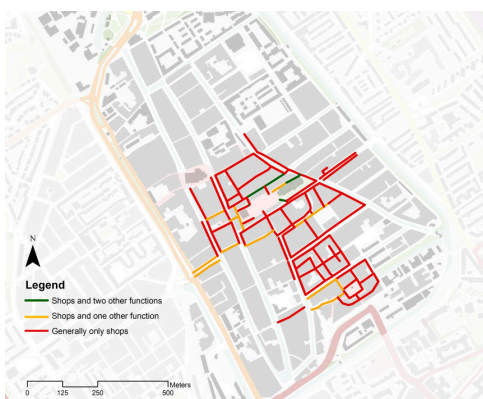 N
Legend
Shops and two other functions
Shops and one other function
Generally only shops
Meters
0 125 250 500